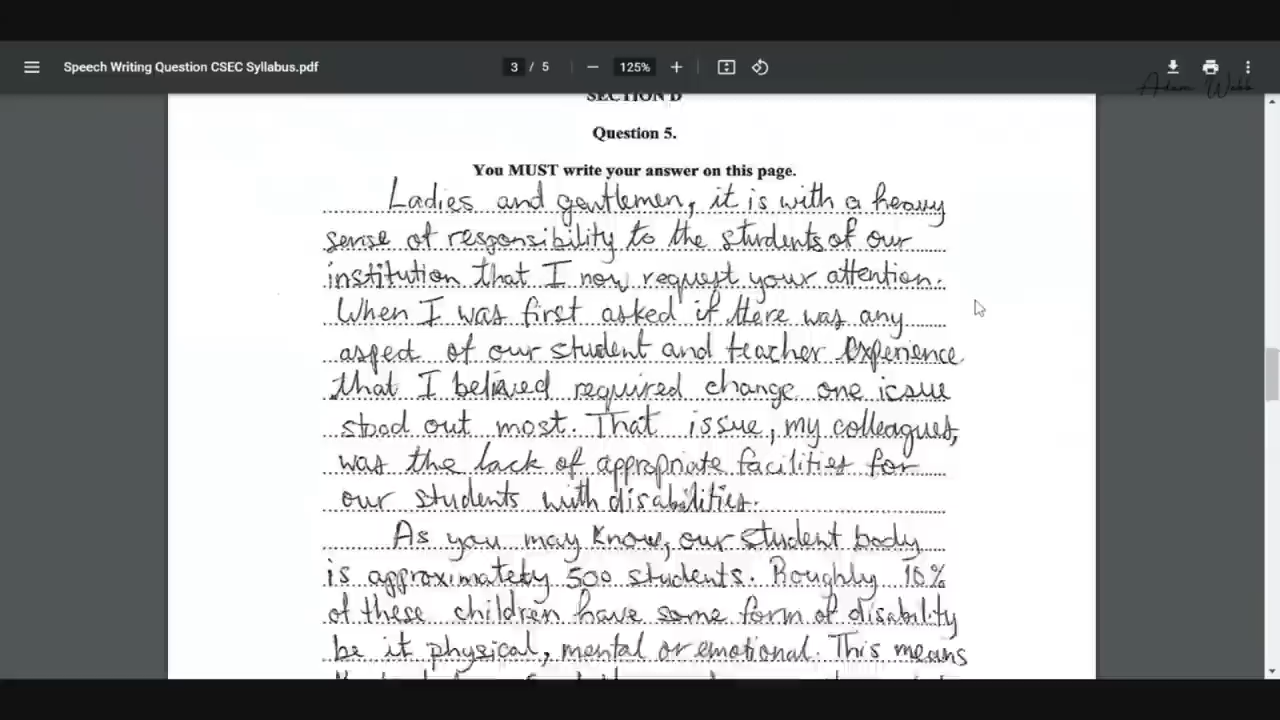 Speech Writing Question CSEC Syllabus.pdf
3 / 5
125%
Adam Webb
SECTION D
Question 5.
You MUST write your answer on this page.
Ladies and gentlemen, it is with a heavy
sense of responsibility to the students of our
institution that I now request your attention.
When I was first asked if there was any
aspect of our student and teacher experience
that I believed required change one issue
stood out most. That issue, my colleagues,
was the lack of appropriate facilities for
our students with disabilities.
As you may know, our student body
is approximately 500 students. Roughly 10%
of these children have some form of disability
be it physical, mental or emotional. This means